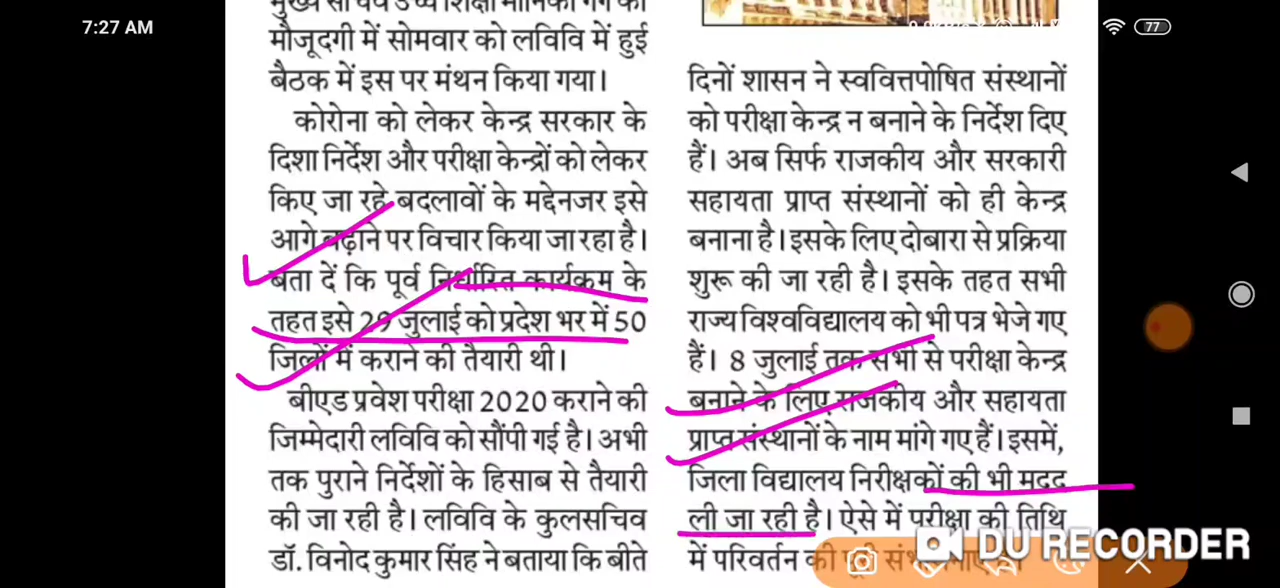 7:27 AM
77
मौजूदगी में सोमवार को लविवि में हुई
बैठक में इस पर मंथन किया गया।
कोरोना को लेकर केन्द्र सरकार के
दिशा निर्देश और परीक्षा केन्द्रों को लेकर
किए जा रहे बदलावों के मद्देनजर इसे
आगे बढ़ाने पर विचार किया जा रहा है।
बता दें कि पूर्व निर्धारित कार्यक्रम के
तहत इसे 29 जुलाई को प्रदेश भर में 50
जिलों में कराने की तैयारी थी।
बीएड प्रवेश परीक्षा 2020 कराने की
जिम्मेदारी लविवि को सौंपी गई है। अभी
तक पुराने निर्देशों के हिसाब से तैयारी
की जा रही है। लविवि के कुलसचिव
डॉ. विनोद कुमार सिंह ने बताया कि बीते
दिनों शासन ने स्ववित्तपोषित संस्थानों
को परीक्षा केन्द्र न बनाने के निर्देश दिए
हैं। अब सिर्फ राजकीय और सरकारी
सहायता प्राप्त संस्थानों को ही केन्द्र
बनाना है। इसके लिए दोबारा से प्रक्रिया
शुरू की जा रही है। इसके तहत सभी
राज्य विश्वविद्यालय को भी पत्र भेजे गए
हैं। 8 जुलाई तक सभी से परीक्षा केन्द्र
बनाने के लिए राजकीय और सहायता
प्राप्त संस्थानों के नाम मांगे गए हैं। इसमें,
जिला विद्यालय निरीक्षकों की भी मदद
ली जा रही है। ऐसे में परीक्षा की तिथि
में परिवर्तन की पूरी
DU RECORDER